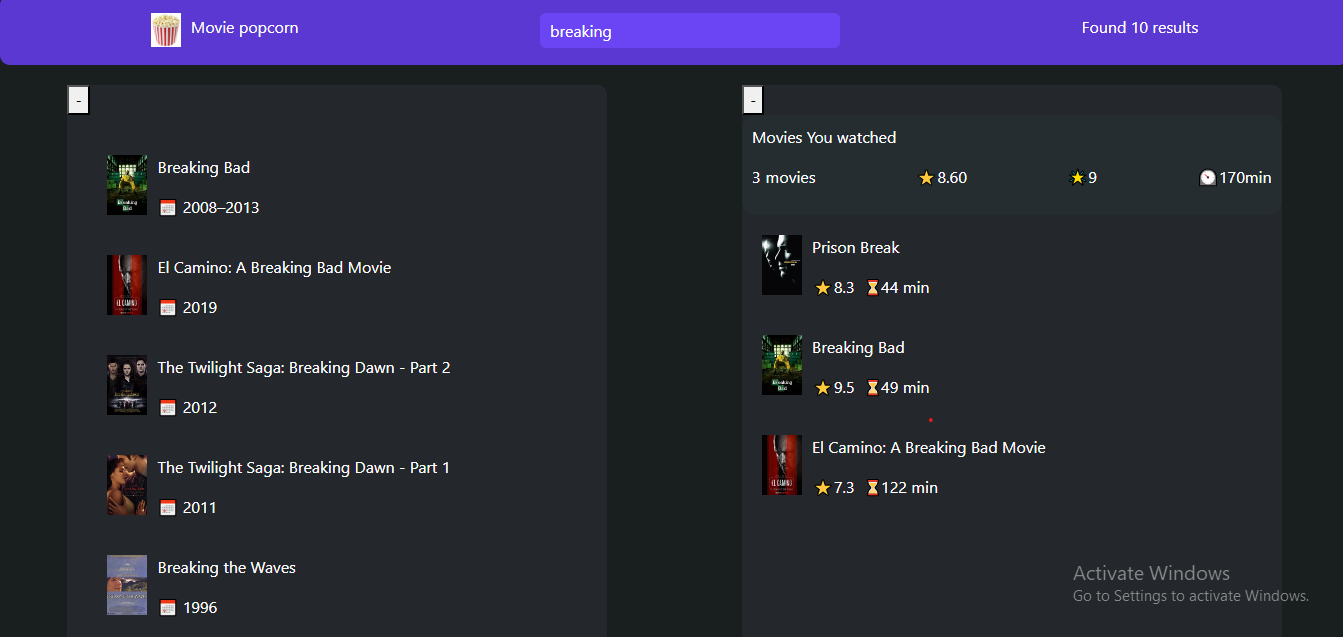 Movie popcorn
breaking
Found 10 results
-
Breaking Bad
2008–2013
El Camino: A Breaking Bad Movie
2019
The Twilight Saga: Breaking Dawn - Part 2
2012
The Twilight Saga: Breaking Dawn - Part 1
2011
Breaking the Waves
1996
-
Movies You watched
3 movies 8.60 9 170min
Prison Break
8.3 44 min
Breaking Bad
9.5 49 min
El Camino: A Breaking Bad Movie
7.3 122 min
Activate Windows
Go to Settings to activate Windows.